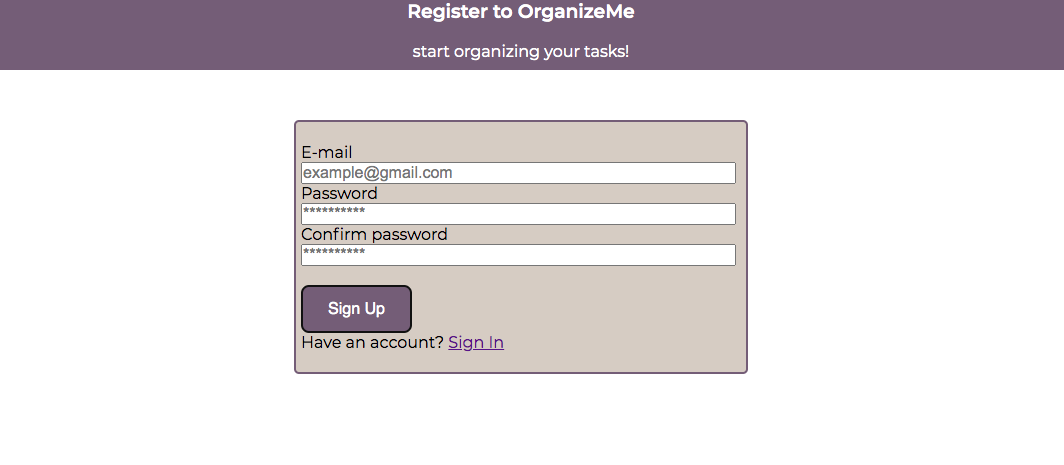 Register to OrganizeMe
start organizing your tasks!
E-mail
example@gmail.com
Password
**********
Confirm password
**********
Sign Up
Have an account? Sign In